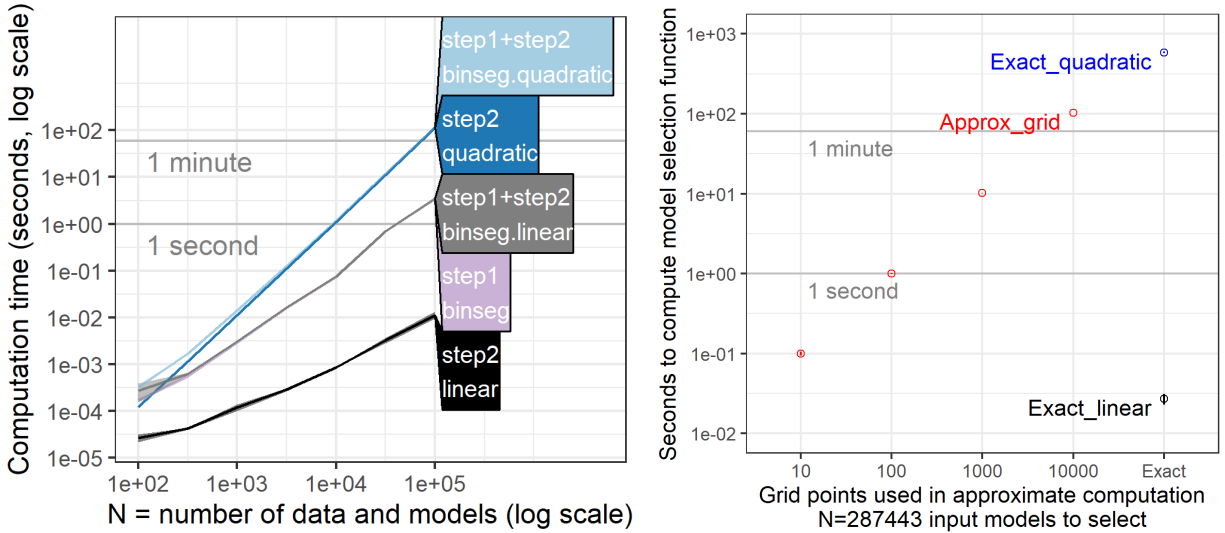 Computation time (seconds, log scale)
1e+02
1e+01
1e+00
1e-01
1e-02
1e-03
1e-04
1e-05
1 minute
1 second
step1+step2
binseg.quadratic
step2
quadratic
step1+step2
binseg.linear
step1
binseg
step2
linear
1e+02
1e+03
1e+04
1e+05
N = number of data and models (log scale)
Seconds to compute model selection function
1e+03
1e+02
1e+01
1e+00
1e-01
1e-02
Exact_quadratic
Approx_grid
1 minute
1 second
Exact_linear
10
100
1000
10000
Exact
Grid points used in approximate computation
N=287443 input models to select